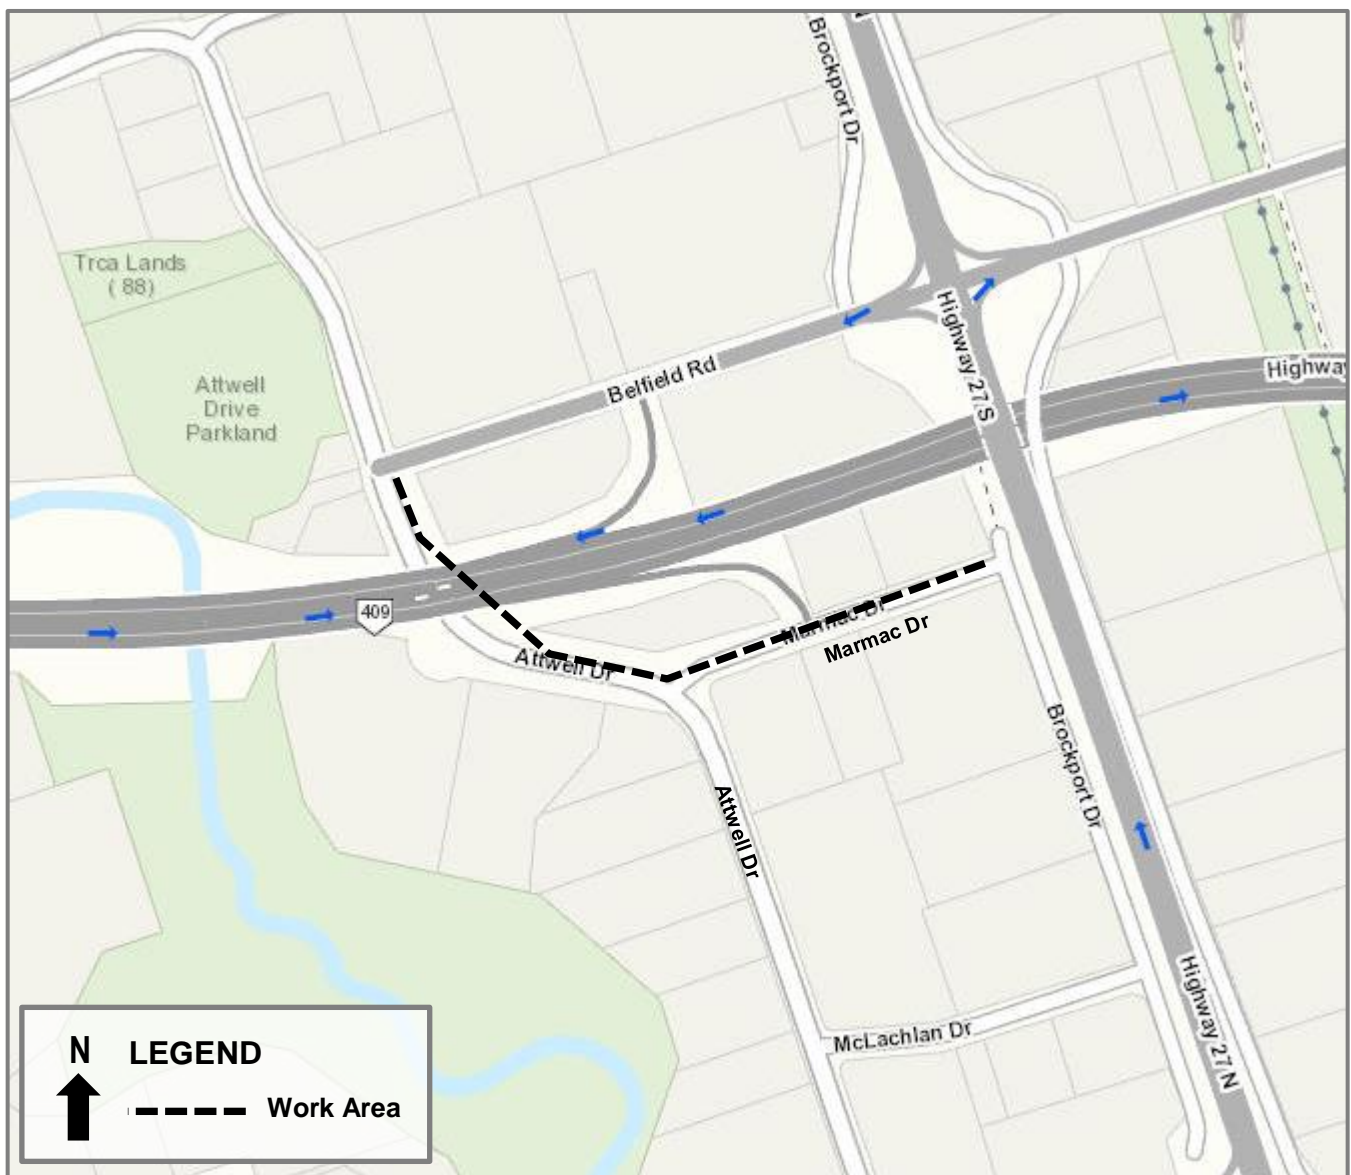 Brockport Dr
Trca Lands
( 88)
Highway 27 S
Belfield Rd
Highway
Attwell
Drive
Parkland
409
Marmac Dr
Marmac Dr
Attwell Dr
Brockport Dr
Attwell Dr
Highway 27 N
McLachlan Dr
N
LEGEND
Work Area